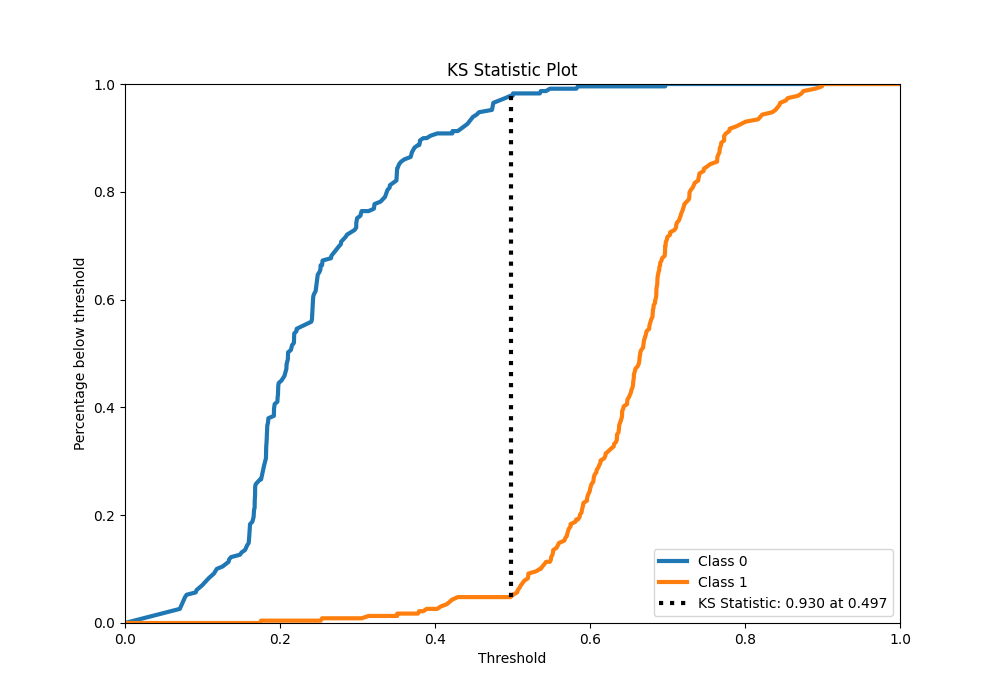 KS Statistic Plot
1.0
0.8
0.6
0.4
0.2
0.0
Percentage below threshold
0.0 0.2 0.4 0.6 0.8 1.0
Threshold
Class 0
Class 1
KS Statistic: 0.930 at 0.497